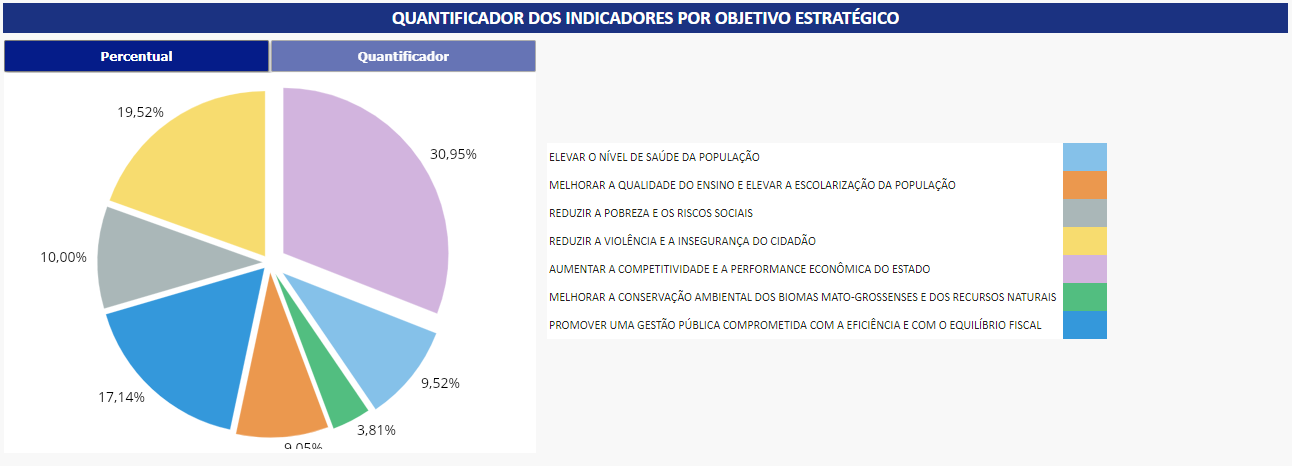 QUANTIFICADOR DOS INDICADORES POR OBJETIVO ESTRATÉGICO
Percentual
Quantificador
19,52%
30,95%
10,00%
17,14%
9,52%
3,81%
9,05%
ELEVAR O NÍVEL DE SAÚDE DA POPULAÇÃO
MELHORAR A QUALIDADE DO ENSINO E ELEVAR A ESCOLARIZAÇÃO DA POPULAÇÃO
REDUZIR A POBREZA E OS RISCOS SOCIAIS
REDUZIR A VIOLÊNCIA E A INSEGURANÇA DO CIDADÃO
AUMENTAR A COMPETITIVIDADE E A PERFORMANCE ECONÔMICA DO ESTADO
MELHORAR A CONSERVAÇÃO AMBIENTAL DOS BIOMAS MATO-GROSSENSES E DOS RECURSOS NATURAIS
PROMOVER UMA GESTÃO PÚBLICA COMPROMETIDA COM A EFICIÊNCIA E COM O EQUILÍBRIO FISCAL